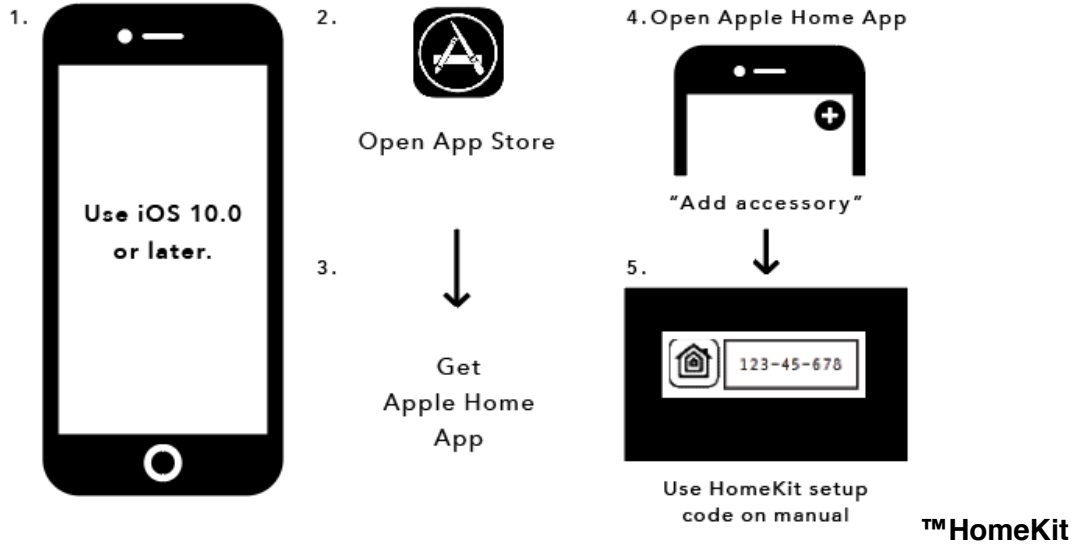 1.
Use iOS 10.0
or later.
2.
Open App Store
3.
Get
Apple Home
App
4. Open Apple Home App
"Add accessory"
5.
123-45-678
Use HomeKit setup
code on manual
™HomeKit